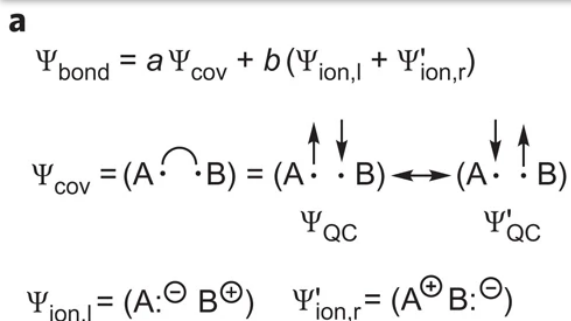 a
Ψbond = aΨcov + b(Ψion,l + Ψ'ion,r)
Ψcov = (A· ·B) = (A· ·B) ↔ (A· ·B)
ΨQC Ψ'QC
Ψion,l = (A:⊖ B⊕) Ψ'ion,r = (A⊕ B:⊖)